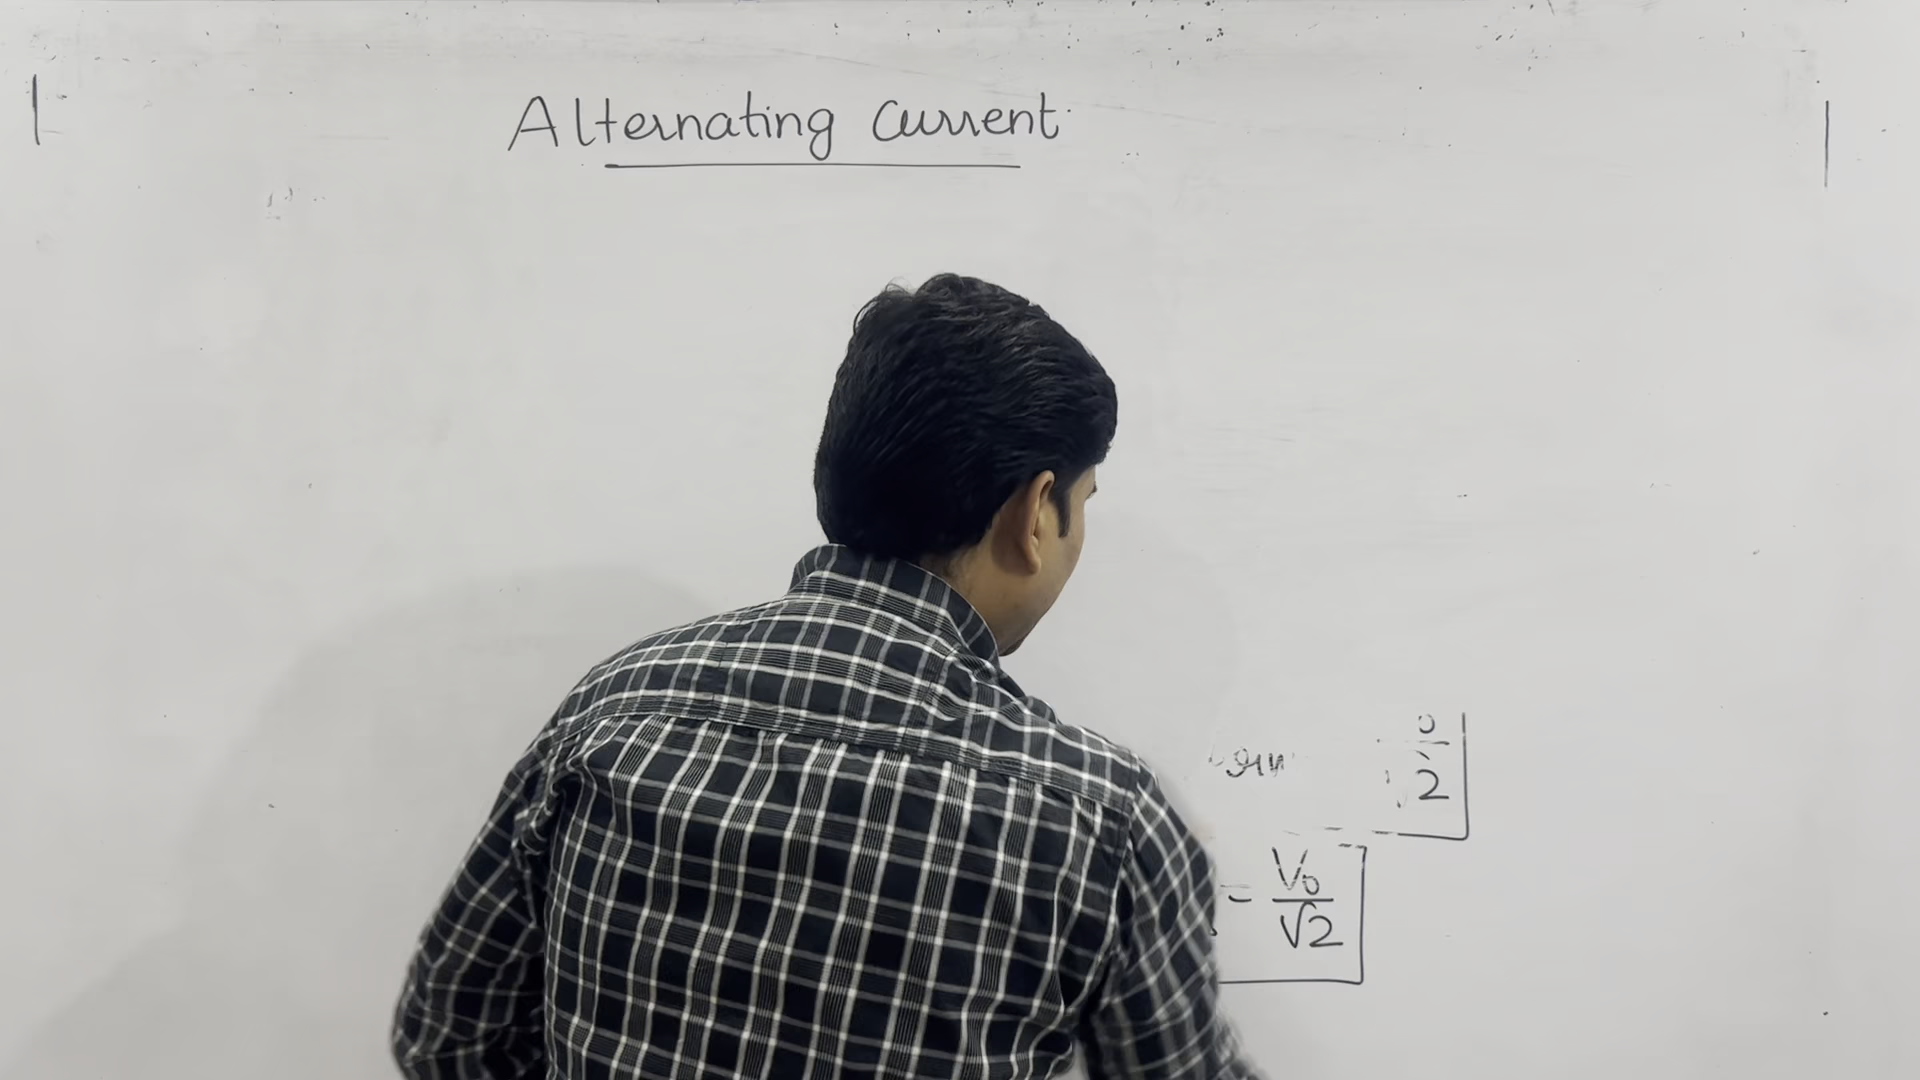 Alternating Current
2
= V₀/√2